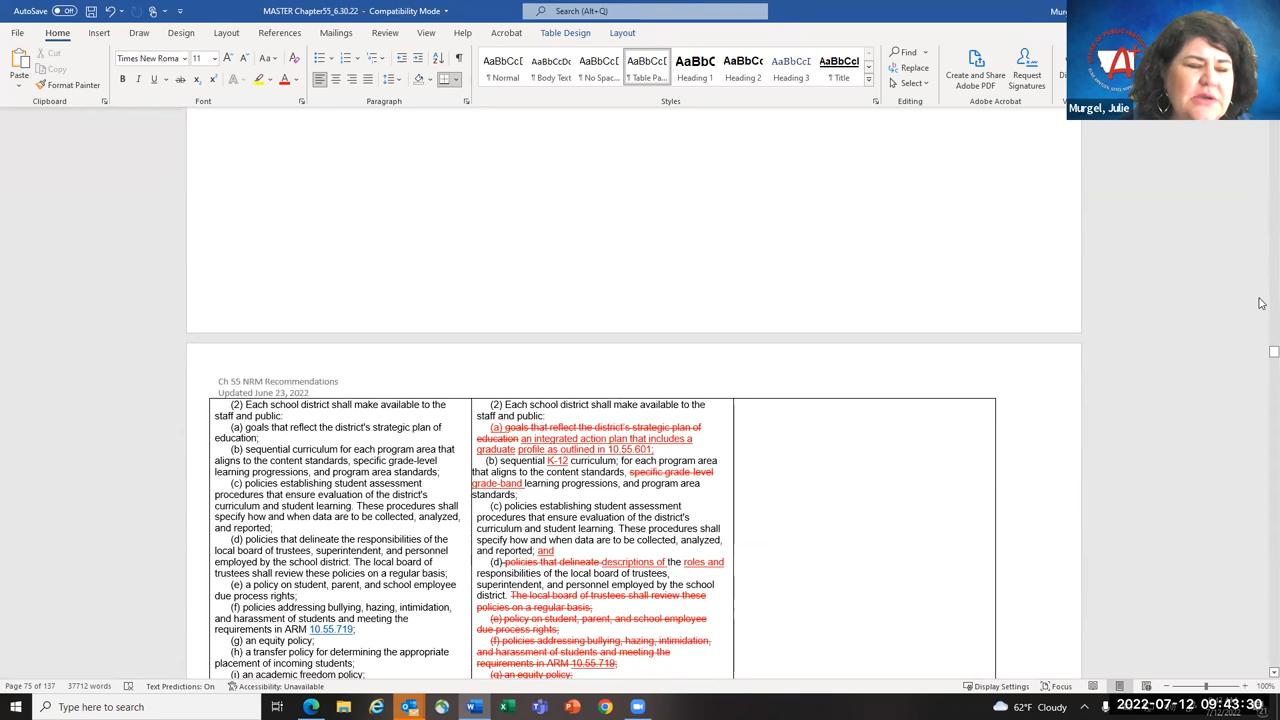 AutoSave Off MASTER Chapter55_6.30.22 - Compatibility Mode Search (Alt+Q) Mur
File Home Insert Draw Design Layout References Mailings Review View Help Acrobat Table Design Layout
Paste Cut Copy Format Painter
Clipboard
Times New Roma 11
Font
Paragraph
AaBbCcI AaBbCcI AaBbCcI AaBbCcI AaBbC AaBbCc AaBbCcI AaBbCcI
¶ Normal ¶ Body Text ¶ No Spac... ¶ Table Pa... Heading 1 Heading 2 Heading 3 ¶ Title
Styles
Find
Replace
Select
Editing
Create and Share Adobe PDF Request Signatures
Adobe Acrobat
Murgel, Julie
Ch 55 NRM Recommendations
Updated June 23, 2022
(2) Each school district shall make available to the
staff and public:
(a) goals that reflect the district's strategic plan of
education;
(b) sequential curriculum for each program area that
aligns to the content standards, specific grade-level
learning progressions, and program area standards;
(c) policies establishing student assessment
procedures that ensure evaluation of the district's
curriculum and student learning. These procedures shall
specify how and when data are to be collected, analyzed,
and reported;
(d) policies that delineate the responsibilities of the
local board of trustees, superintendent, and personnel
employed by the school district. The local board of
trustees shall review these policies on a regular basis;
(e) a policy on student, parent, and school employee
due process rights;
(f) policies addressing bullying, hazing, intimidation,
and harassment of students and meeting the
requirements in ARM 10.55.719;
(g) an equity policy;
(h) a transfer policy for determining the appropriate
placement of incoming students;
(i) an academic freedom policy;
(2) Each school district shall make available to the
staff and public:
(a) goals that reflect the district's strategic plan of
education an integrated action plan that includes a
graduate profile as outlined in 10.55.601;
(b) sequential K-12 curriculum; for each program area
that aligns to the content standards, specific grade level
grade-band learning progressions, and program area
standards;
(c) policies establishing student assessment
procedures that ensure evaluation of the district's
curriculum and student learning. These procedures shall
specify how and when data are to be collected, analyzed,
and reported; and
(d) policies that delineate descriptions of the roles and
responsibilities of the local board of trustees,
superintendent, and personnel employed by the school
district. The local board of trustees shall review these
policies on a regular basis;
(e) policy on student, parent, and school employee
due process rights;
(f) policies addressing bullying, hazing, intimidation,
and harassment of students and meeting the
requirements in ARM 10.55.719;
(g) an equity policy;
Page 75 of 137 37712 words Text Predictions: On Accessibility: Unavailable Display Settings Focus 100%
Type here to search 62°F Cloudy 2022-07-12 09:43:30